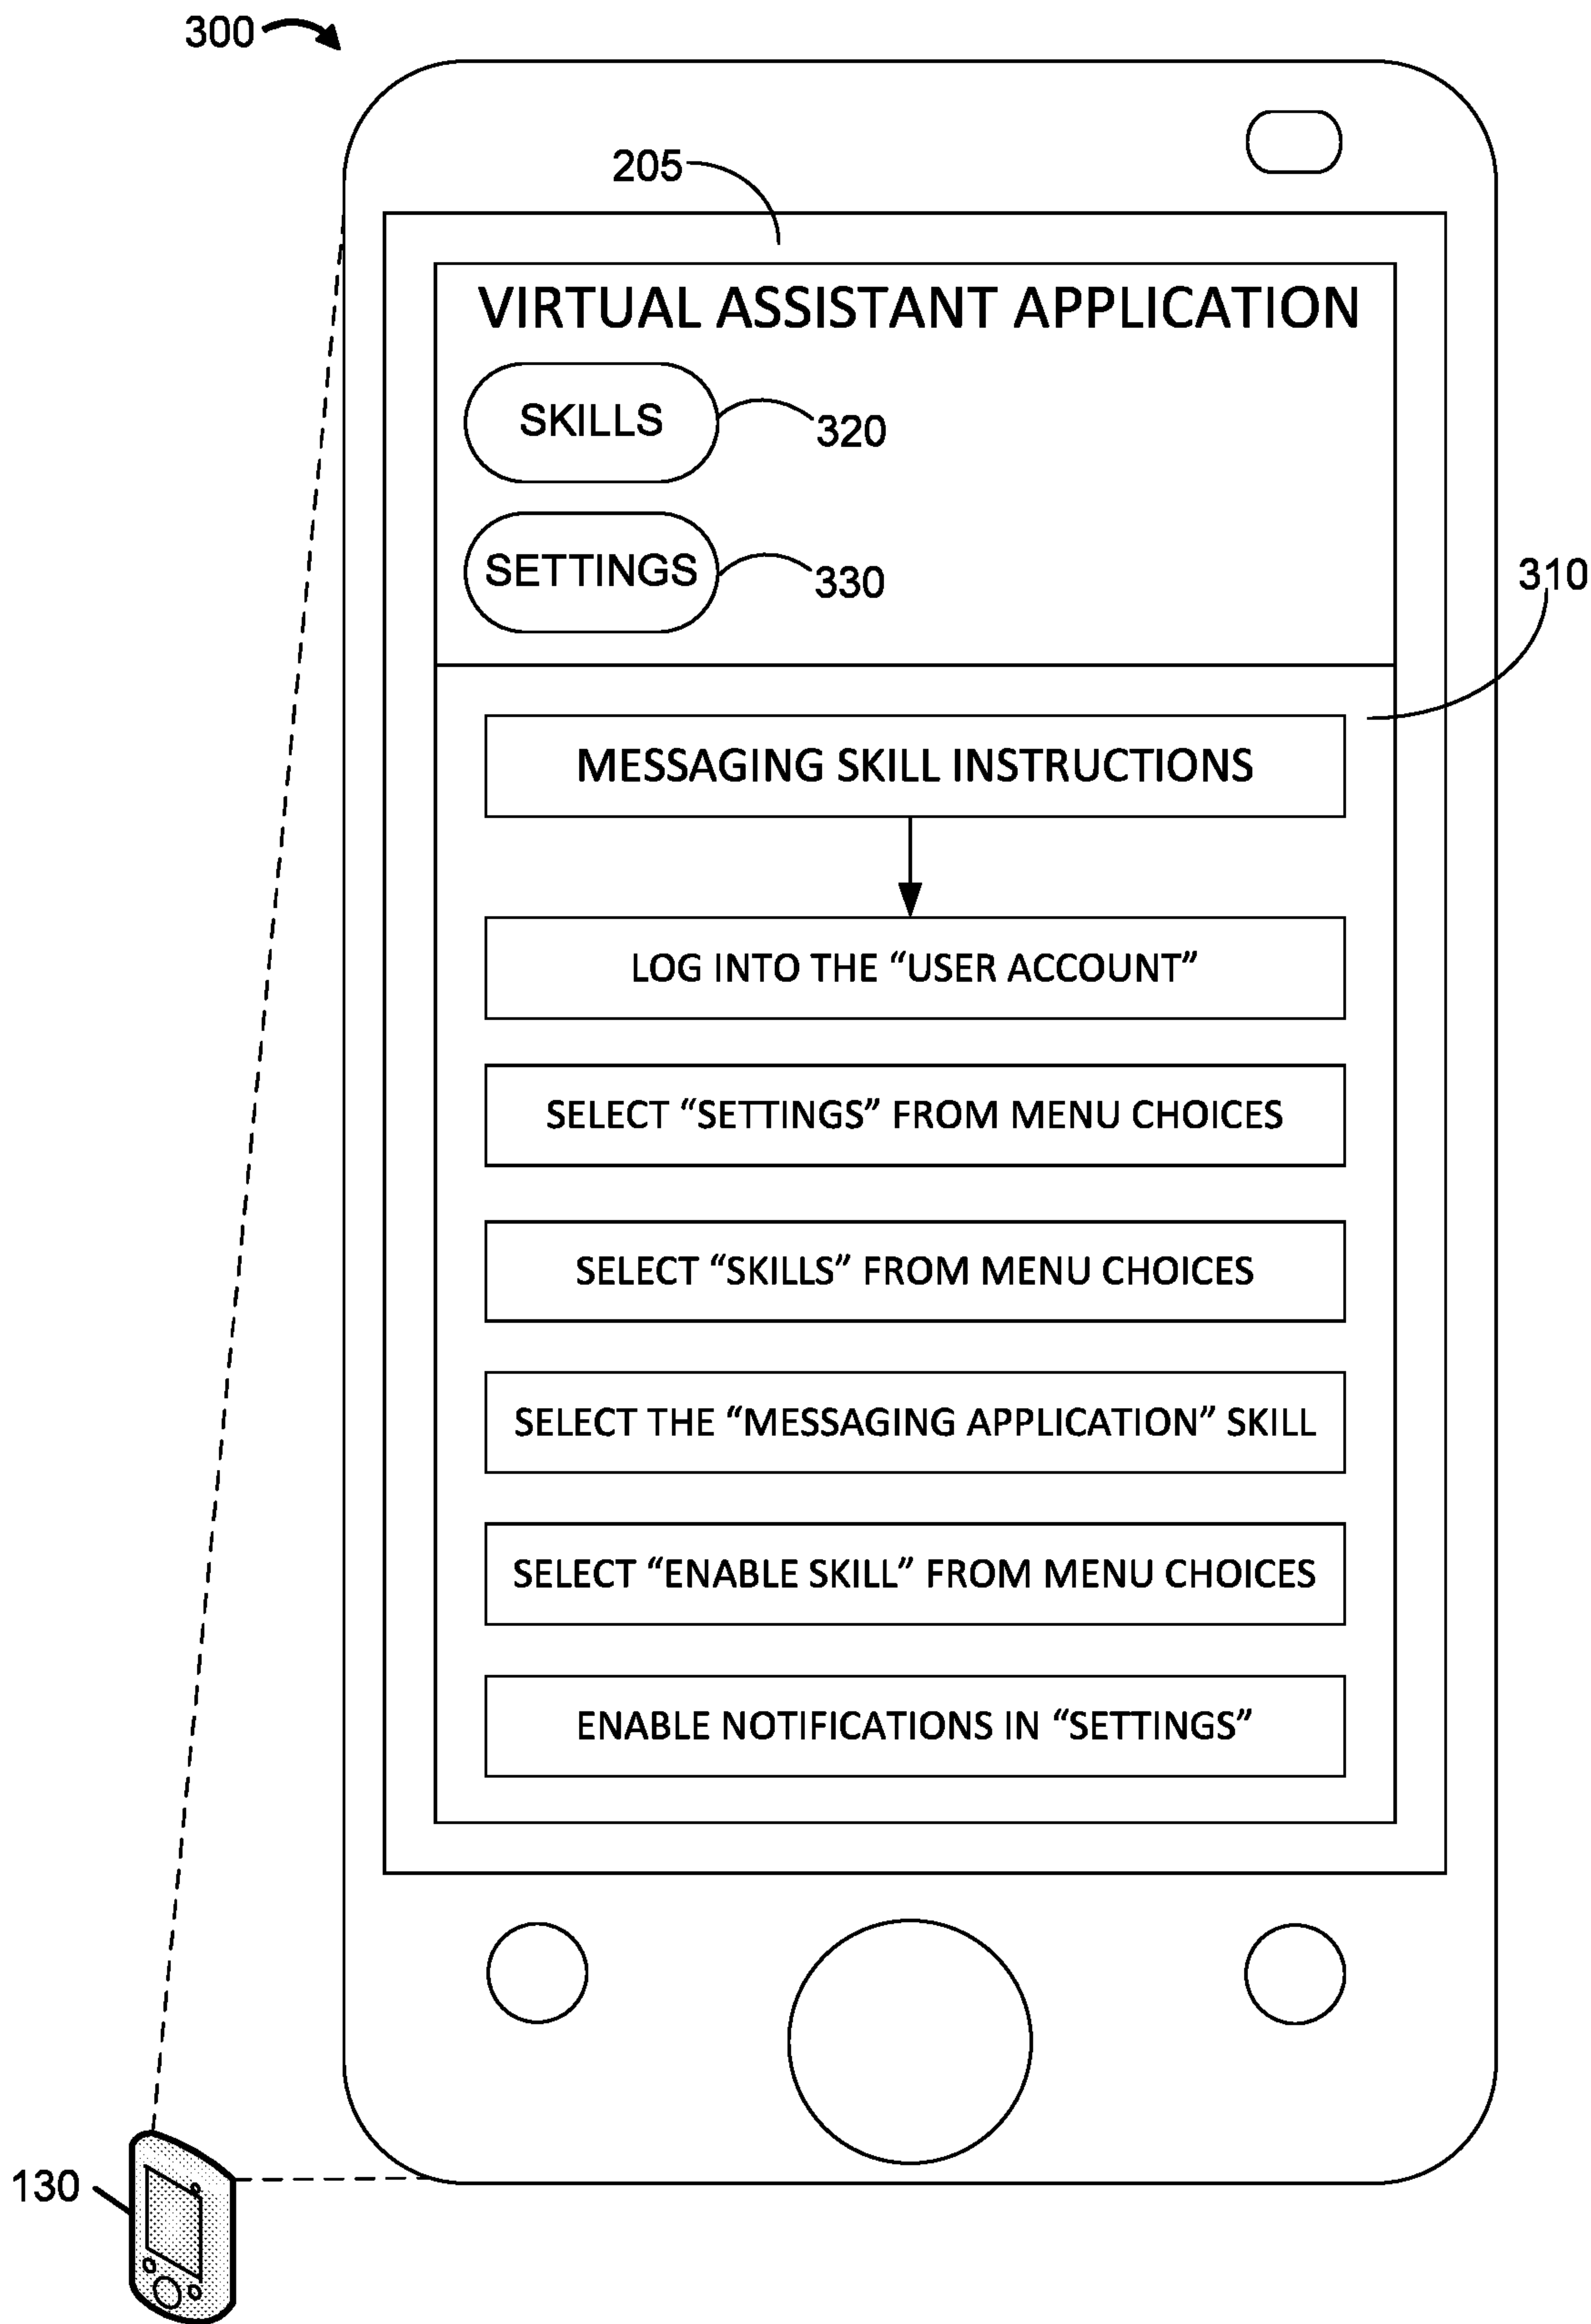 300
205
VIRTUAL ASSISTANT APPLICATION
SKILLS
320
SETTINGS
330
310
MESSAGING SKILL INSTRUCTIONS
LOG INTO THE “USER ACCOUNT”
SELECT “SETTINGS” FROM MENU CHOICES
SELECT “SKILLS” FROM MENU CHOICES
SELECT THE “MESSAGING APPLICATION” SKILL
SELECT “ENABLE SKILL” FROM MENU CHOICES
ENABLE NOTIFICATIONS IN “SETTINGS”
130